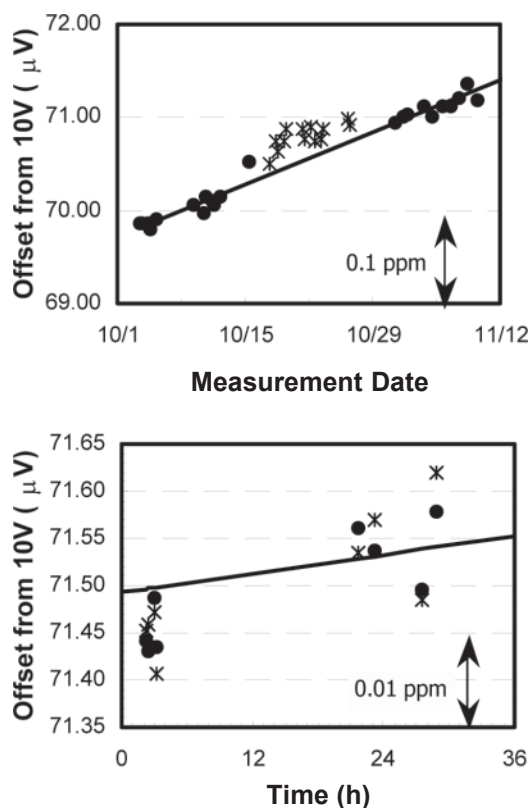 72.00
71.00
70.00
69.00
Offset from 10V ( μV)
0.1 ppm
10/1 10/15 10/29 11/12
Measurement Date
71.65
71.60
71.55
71.50
71.45
71.40
71.35
Offset from 10V ( μV)
0.01 ppm
0 12 24 36
Time (h)